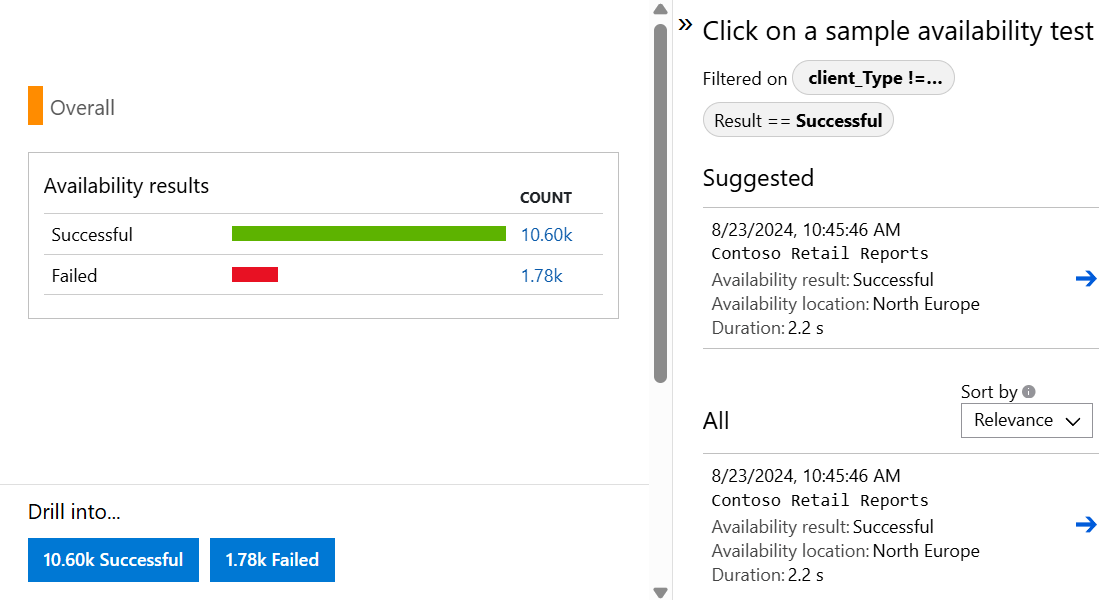 Overall
Availability results
COUNT
Successful 10.60k
Failed 1.78k
Drill into...
10.60k Successful 1.78k Failed
» Click on a sample availability test
Filtered on client_Type !=...
Result == Successful
Suggested
8/23/2024, 10:45:46 AM
Contoso Retail Reports
Availability result: Successful
Availability location: North Europe
Duration: 2.2 s
Sort by
All
Relevance
8/23/2024, 10:45:46 AM
Contoso Retail Reports
Availability result: Successful
Availability location: North Europe
Duration: 2.2 s